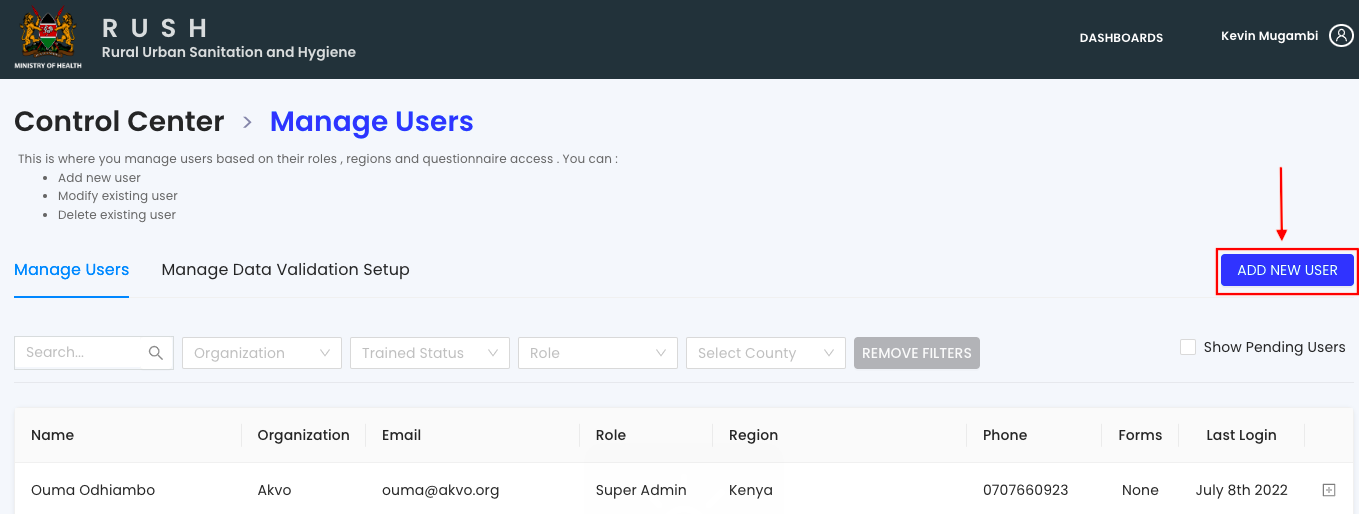 R U S H
Rural Urban Sanitation and Hygiene
MINISTRY OF HEALTH
DASHBOARDS
Kevin Mugambi
Control Center > Manage Users
This is where you manage users based on their roles , regions and questionnaire access . You can :
• Add new user
• Modify existing user
• Delete existing user
Manage Users Manage Data Validation Setup ADD NEW USER
Search... Organization Trained Status Role Select County REMOVE FILTERS Show Pending Users
Name Organization Email Role Region Phone Forms Last Login
Ouma Odhiambo Akvo ouma@akvo.org Super Admin Kenya 0707660923 None July 8th 2022